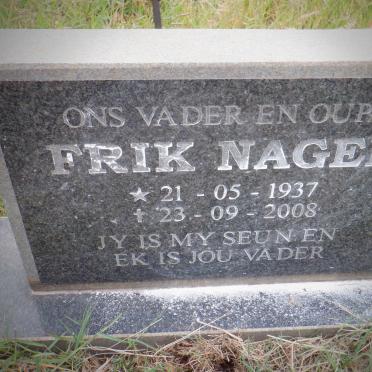 ONS VADER EN OUP
FRIK NAGE
★ 21 - 05 - 1937
✝ 23 - 09 - 2008
JY IS MY SEUN EN
EK IS JOU VADER